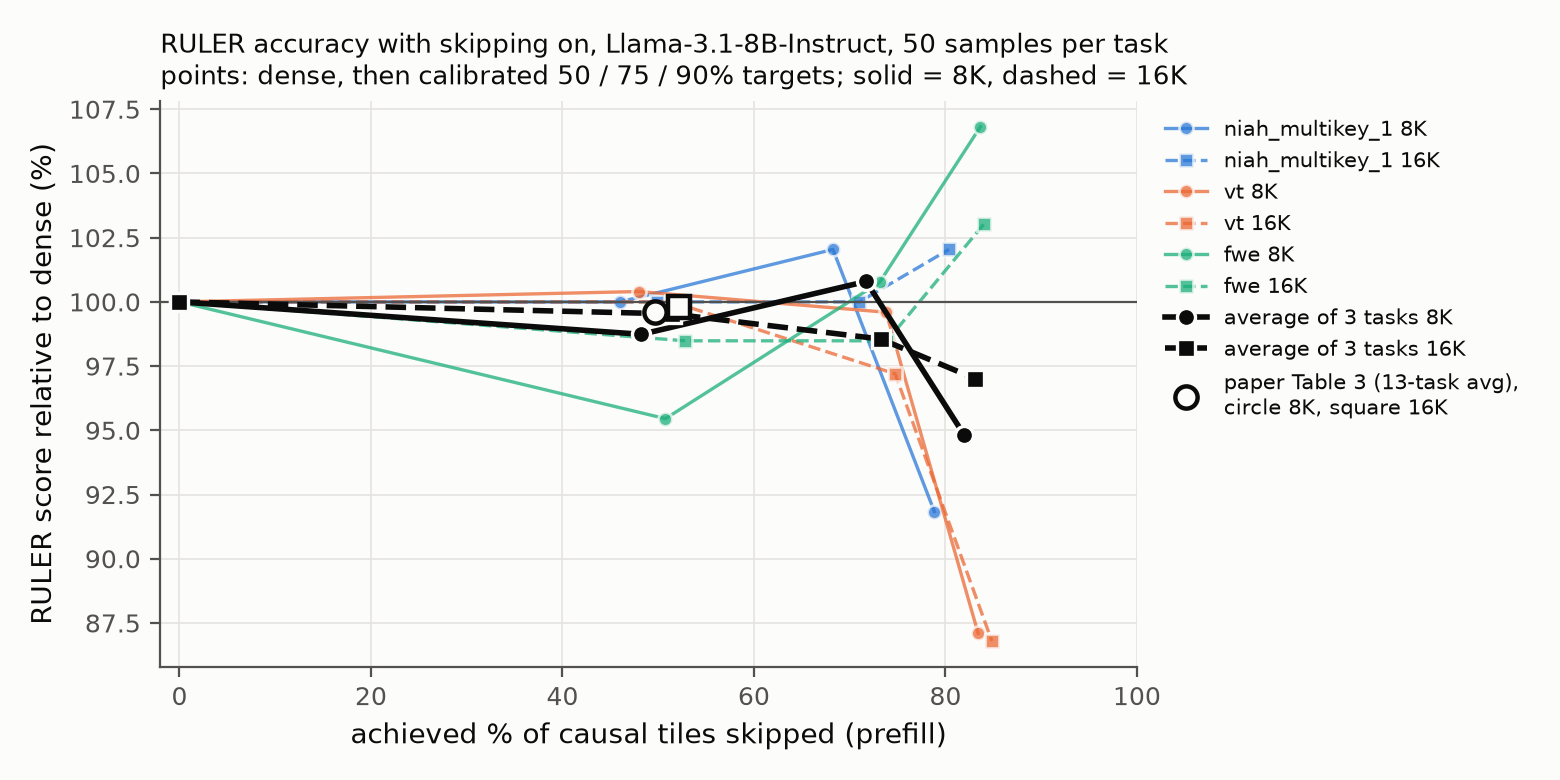 RULER accuracy with skipping on, Llama-3.1-8B-Instruct, 50 samples per task
points: dense, then calibrated 50 / 75 / 90% targets; solid = 8K, dashed = 16K
RULER score relative to dense (%)
107.5
105.0
102.5
100.0
97.5
95.0
92.5
90.0
87.5
0
20
40
60
80
100
achieved % of causal tiles skipped (prefill)
niah_multikey_1 8K
niah_multikey_1 16K
vt 8K
vt 16K
fwe 8K
fwe 16K
average of 3 tasks 8K
average of 3 tasks 16K
paper Table 3 (13-task avg),
circle 8K, square 16K